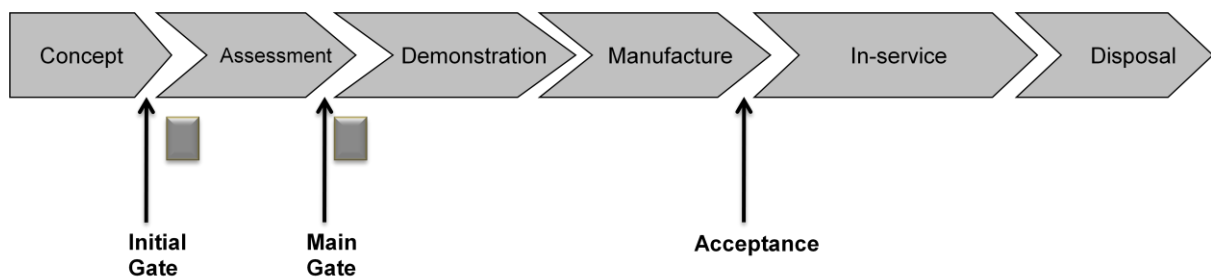 Concept
Assessment
Demonstration
Manufacture
In-service
Disposal
Initial
Gate
Main
Gate
Acceptance